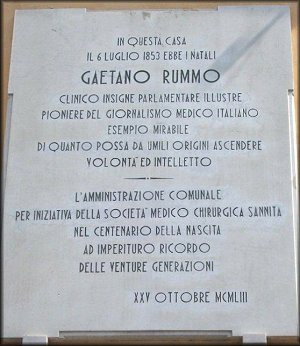 IN QUESTA CASA
IL 6 LUGLIO 1853 EBBE I NATALI
GAETANO RUMMO
CLINICO INSIGNE PARLAMENTARE ILLUSTRE
PIONIERE DEL GIORNALISMO MEDICO ITALIANO
ESEMPIO MIRABILE
DI QUANTO POSSA DA UMILI ORIGINI ASCENDERE
VOLONTA' ED INTELLETTO
L'AMMINISTRAZIONE COMUNALE
PER INIZIATIVA DELLA SOCIETA' MEDICO CHIRURGICA SANNITA
NEL CENTENARIO DELLA NASCITA
AD IMPERITURO RICORDO
DELLE VENTURE GENERAZIONI
XXV OTTOBRE MCMLIII